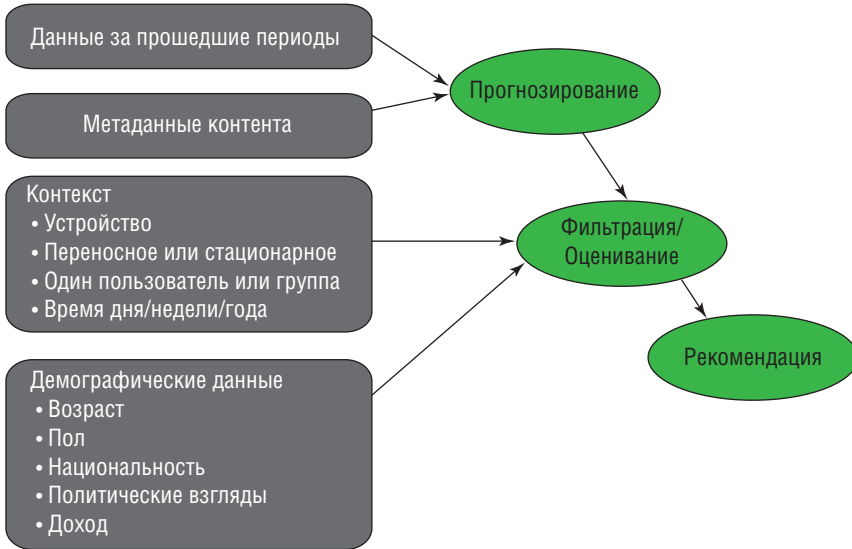 Данные за прошедшие периоды
Прогнозирование
Метаданные контента
Контекст
• Устройство
• Переносное или стационарное
• Один пользователь или группа
• Время дня/недели/года
Фильтрация/
Оценивание
Рекомендация
Демографические данные
• Возраст
• Пол
• Национальность
• Политические взгляды
• Доход